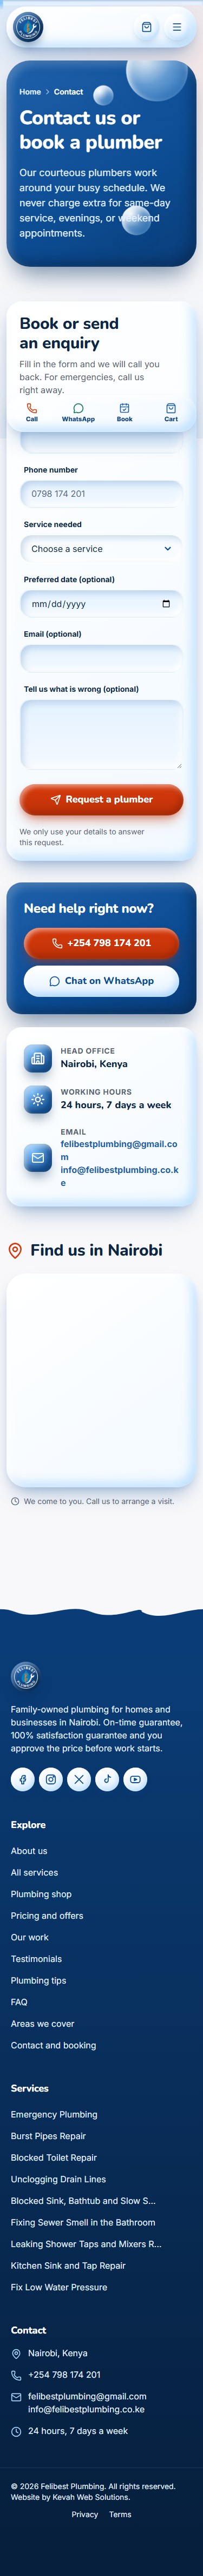 Home > Contact
Contact us or
book a plumber
Our courteous plumbers work
around your busy schedule. We
never charge extra for same-day
service, evenings, or weekend
appointments.
Book or send
an enquiry
Fill in the form and we will call you
back. For emergencies, call us
right away.
Call WhatsApp Book Cart
Phone number
0798 174 201
Service needed
Choose a service
Preferred date (optional)
mm/dd/yyyy
Email (optional)
Tell us what is wrong (optional)
Request a plumber
We only use your details to answer
this request.
Need help right now?
+254 798 174 201
Chat on WhatsApp
HEAD OFFICE
Nairobi, Kenya
WORKING HOURS
24 hours, 7 days a week
EMAIL
felibestplumbing@gmail.co
m
info@felibestplumbing.co.k
e
Find us in Nairobi
We come to you. Call us to arrange a visit.
Family-owned plumbing for homes and
businesses in Nairobi. On-time guarantee,
100% satisfaction guarantee and you
approve the price before work starts.
Explore
About us
All services
Plumbing shop
Pricing and offers
Our work
Testimonials
Plumbing tips
FAQ
Areas we cover
Contact and booking
Services
Emergency Plumbing
Burst Pipes Repair
Blocked Toilet Repair
Unclogging Drain Lines
Blocked Sink, Bathtub and Slow S...
Fixing Sewer Smell in the Bathroom
Leaking Shower Taps and Mixers R...
Kitchen Sink and Tap Repair
Fix Low Water Pressure
Contact
Nairobi, Kenya
+254 798 174 201
felibestplumbing@gmail.com
info@felibestplumbing.co.ke
24 hours, 7 days a week
© 2026 Felibest Plumbing. All rights reserved.
Website by Kevah Web Solutions.
Privacy Terms